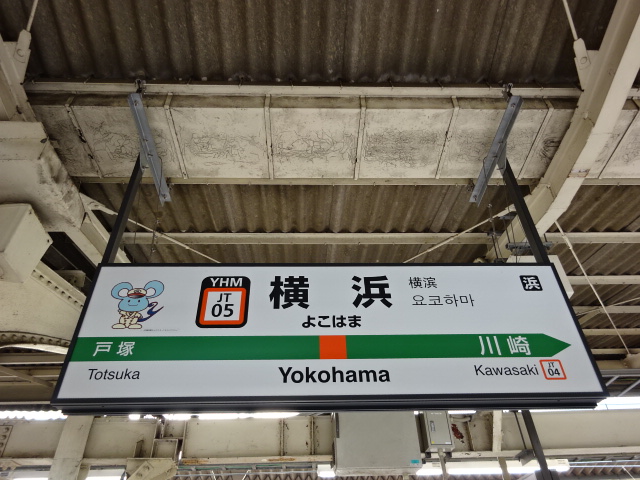 YHM
JT
05
横浜
横滨
요코하마
浜
よこはま
戸塚
川崎
Totsuka
Yokohama
Kawasaki
JT
04